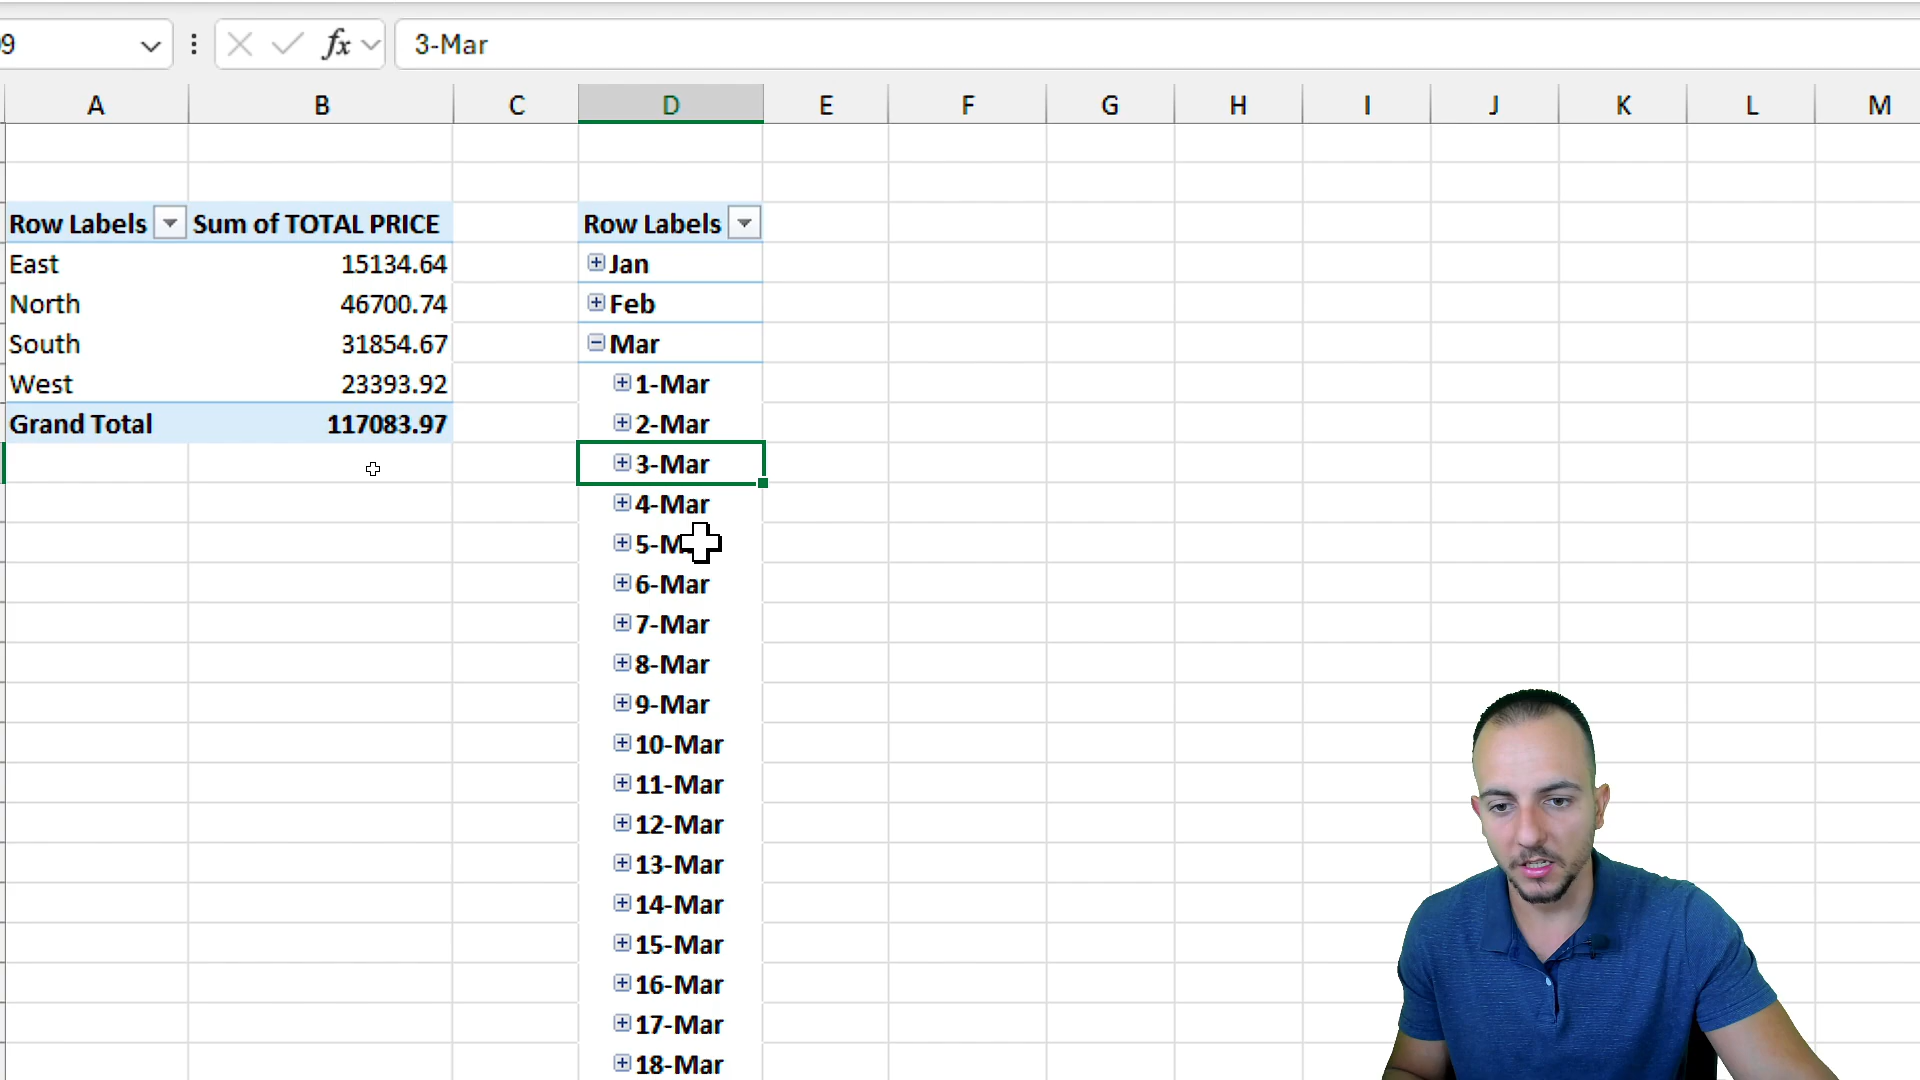 9 fx 3-Mar
A B C D E F G H I J K L M
Row Labels Sum of TOTAL PRICE Row Labels
East 15134.64 Jan
North 46700.74 Feb
South 31854.67 Mar
West 23393.92 1-Mar
Grand Total 117083.97 2-Mar
3-Mar
4-Mar
5-M
6-Mar
7-Mar
8-Mar
9-Mar
10-Mar
11-Mar
12-Mar
13-Mar
14-Mar
15-Mar
16-Mar
17-Mar
18-Mar